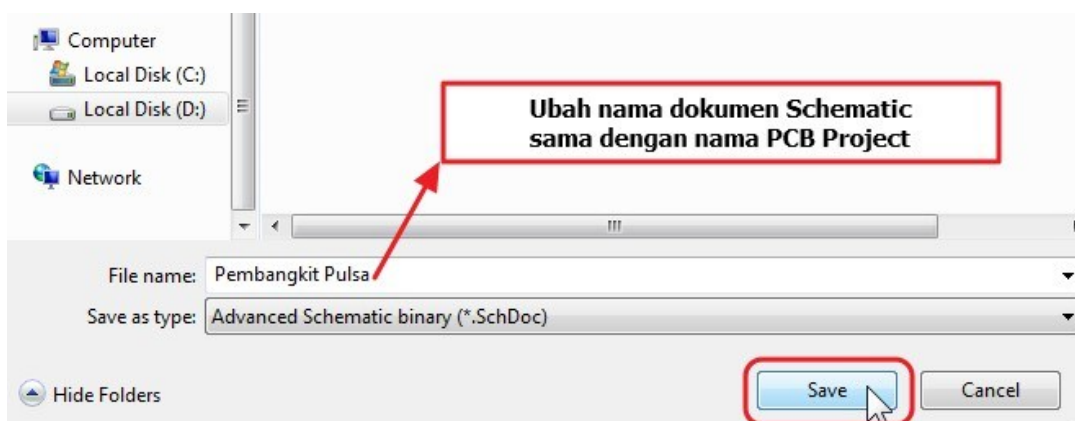 Computer
Local Disk (C:)
Local Disk (D:)
Network
Ubah nama dokumen Schematic
sama dengan nama PCB Project
File name: Pembangkit Pulsa
Save as type: Advanced Schematic binary (*.SchDoc)
Hide Folders
Save
Cancel